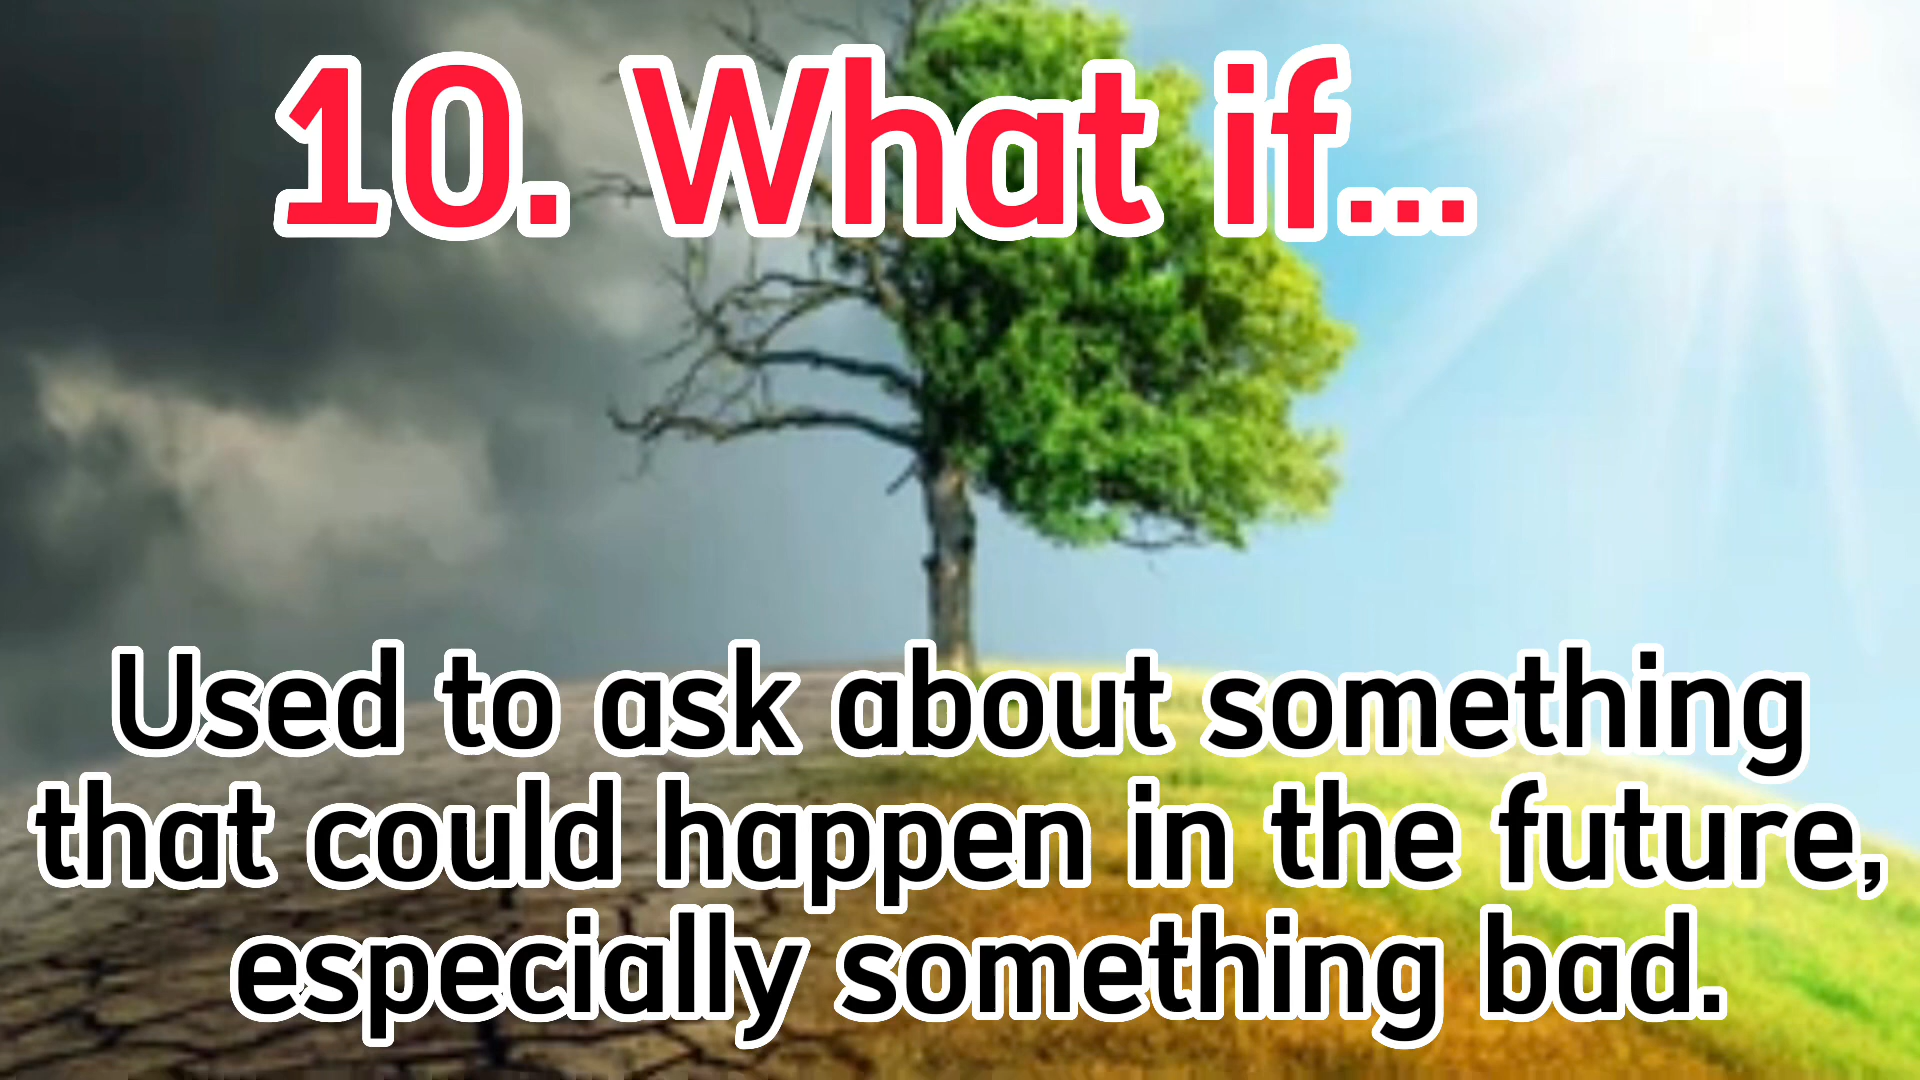 10. What if...
Used to ask about something
that could happen in the future,
especially something bad.